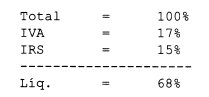 Total = 100%
IVA = 17%
IRS = 15%
------------------------
Líq. = 68%